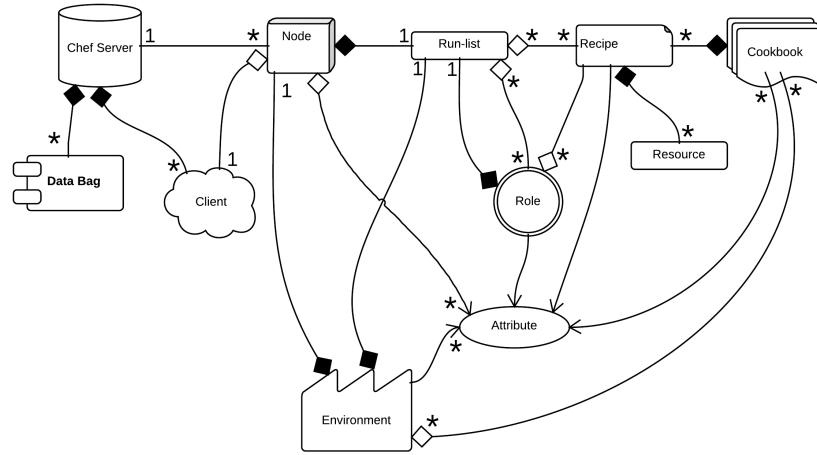 Chef Server
1
*
Node
1
Run-list
*
Recipe
*
Cookbook
1
1
1
*
*
*
*
*
*
*
1
*
*
Resource
Data Bag
Client
Role
*
Attribute
*
Environment
*